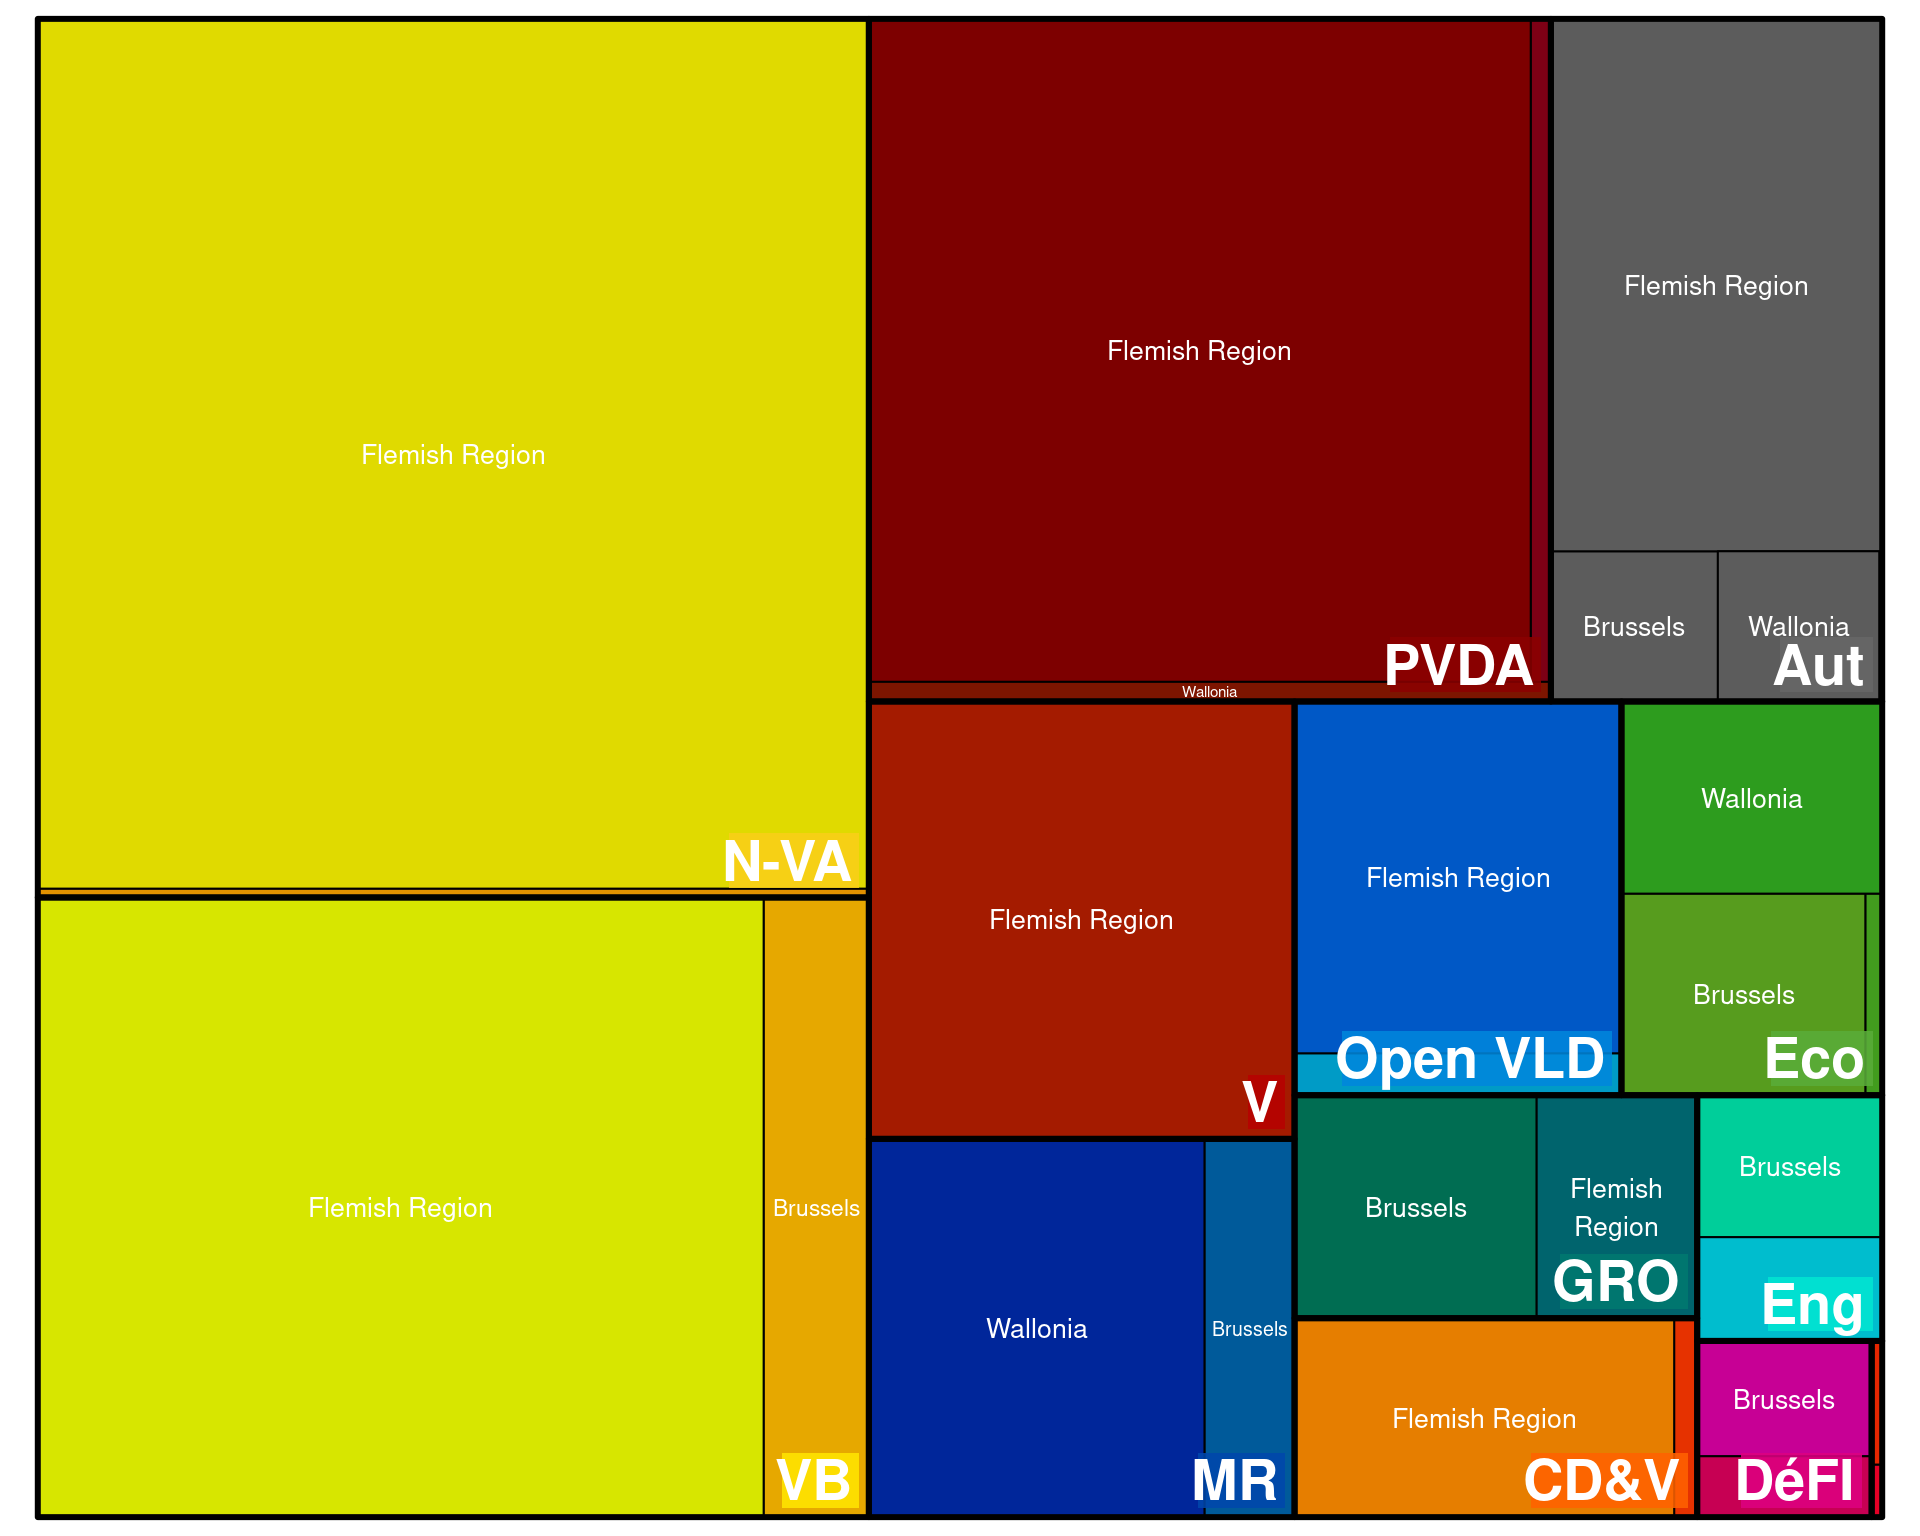 Flemish Region
N-VA
Flemish Region
Brussels
VB
Flemish Region
Wallonia
PVDA
Flemish Region
Brussels
Wallonia
Aut
Flemish Region
V
Flemish Region
Open VLD
Wallonia
Brussels
Eco
Wallonia
Brussels
MR
Brussels
Flemish
Region
GRO
Flemish Region
CD&V
Brussels
Eng
Brussels
DéFI